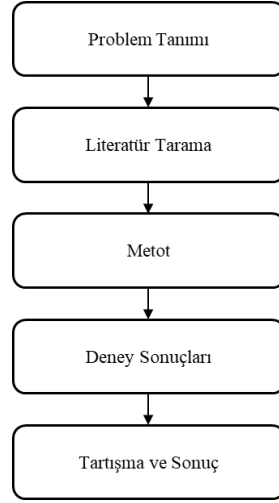 Problem Tanımı
Literatür Tarama
Metot
Deney Sonuçları
Tartışma ve Sonuç